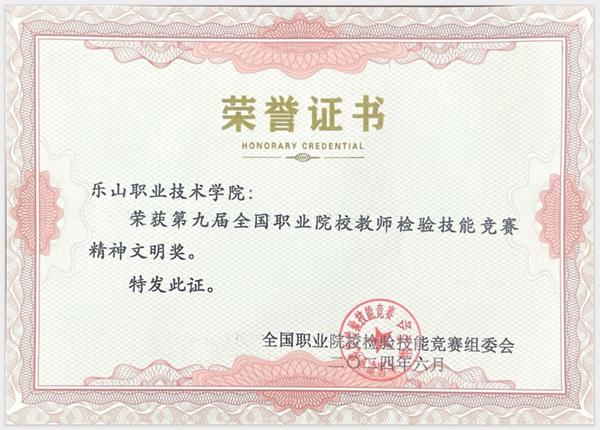 荣誉证书
HONORARY CREDENTIAL
乐山职业技术学院:
荣获第九届全国职业院校教师检验技能竞赛
精神文明奖。
特发此证。
全国职业院校检验技能竞赛组委会
二〇二四年六月